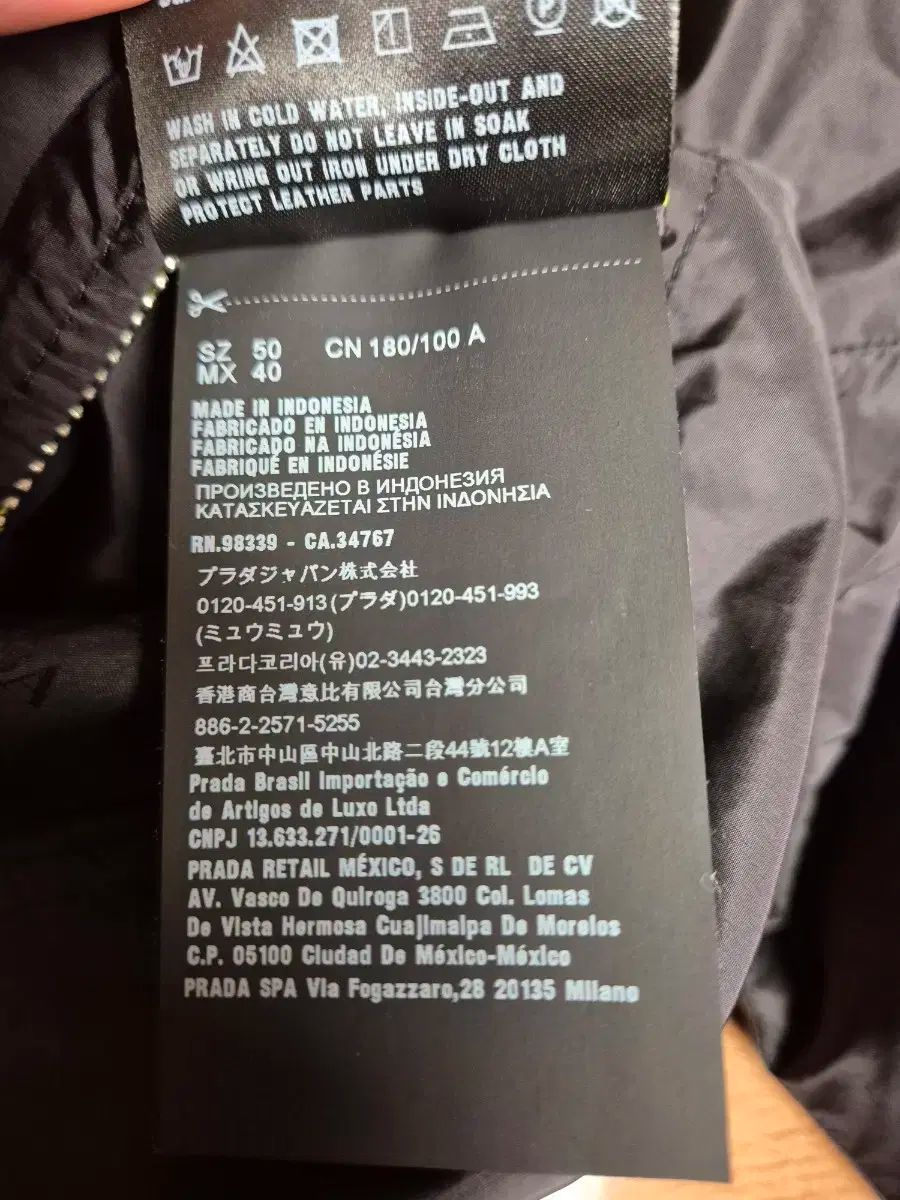 WASH IN COLD WATER, INSIDE-OUT AND
SEPARATELY DO NOT LEAVE IN SOAK
OR WRING OUT IRON UNDER DRY CLOTH
PROTECT LEATHER PARTS
SZ 50 CN 180/100 A
MX 40
MADE IN INDONESIA
FABRICADO EN INDONESIA
FABRICADO NA INDONÉSIA
FABRIQUÉ EN INDONÉSIE
ПРОИЗВЕДЕНО В ИНДОНЕЗИЯ
ΚΑΤΑΣΚΕΥΑΖΕΤΑΙ ΣΤΗΝ ΙΝΔΟΝΗΣΙΑ
RN.98339 - CA.34767
プラダジャパン株式会社
0120-451-913(プラダ)0120-451-993
(ミュウミュウ)
프라다코리아(유)02-3443-2323
香港商台灣意比有限公司台灣分公司
886-2-2571-5255
臺北市中山區中山北路二段44號12樓A室
Prada Brasil Importação e Comércio
de Artigos de Luxo Ltda
CNPJ 13.633.271/0001-26
PRADA RETAIL MÉXICO, S DE RL DE CV
AV. Vasco De Quiroga 3800 Col. Lomas
De Vista Hermosa Cuajimalpa De Morelos
C.P. 05100 Ciudad De México-México
PRADA SPA Via Fogazzaro,28 20135 Milano